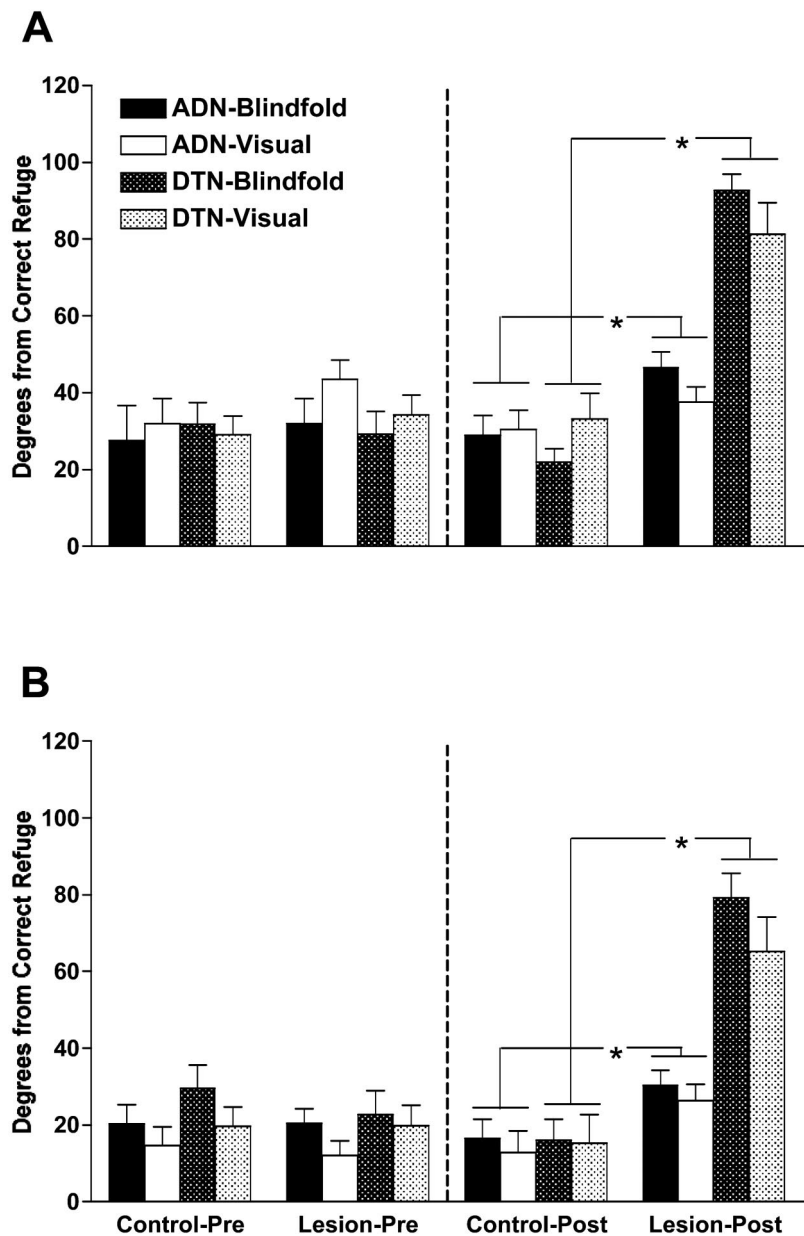 A
Degrees from Correct Refuge
120
100
80
60
40
20
0
ADN-Blindfold
ADN-Visual
DTN-Blindfold
DTN-Visual
*
*
B
Degrees from Correct Refuge
120
100
80
60
40
20
0
*
*
Control-Pre Lesion-Pre Control-Post Lesion-Post